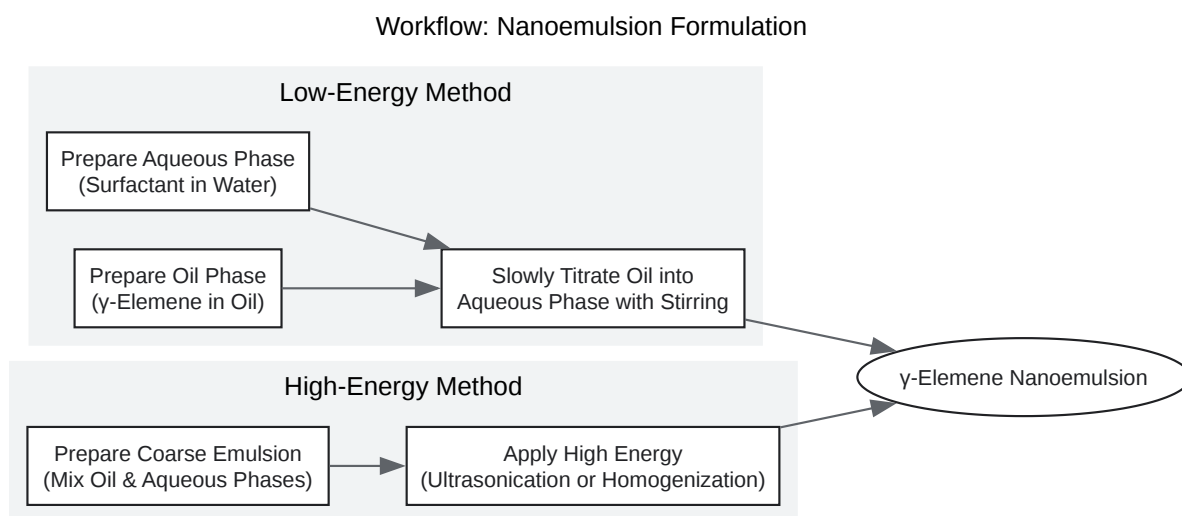 Workflow: Nanoemulsion Formulation
Low-Energy Method
Prepare Aqueous Phase
(Surfactant in Water)
Prepare Oil Phase
(γ-Elemene in Oil)
Slowly Titrate Oil into
Aqueous Phase with Stirring
High-Energy Method
Prepare Coarse Emulsion
(Mix Oil & Aqueous Phases)
Apply High Energy
(Ultrasonication or Homogenization)
γ-Elemene Nanoemulsion